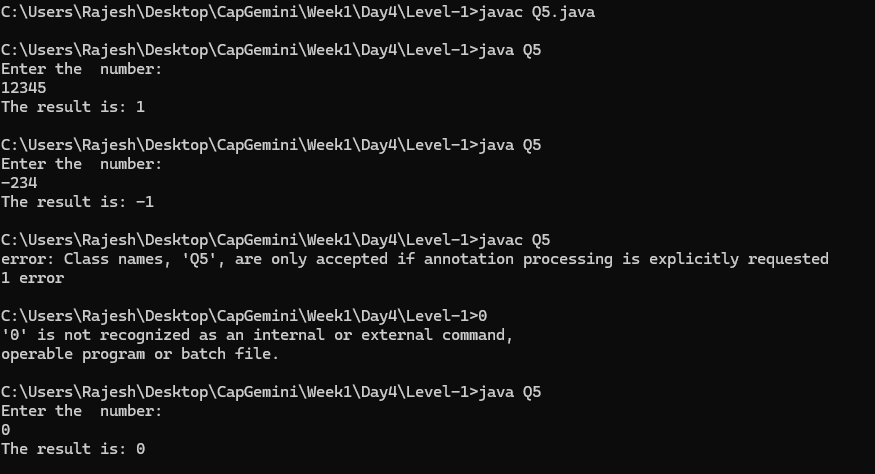 C:\Users\Rajesh\Desktop\CapGemini\Week1\Day4\Level-1>javac Q5.java
C:\Users\Rajesh\Desktop\CapGemini\Week1\Day4\Level-1>java Q5
Enter the  number:
12345
The result is: 1
C:\Users\Rajesh\Desktop\CapGemini\Week1\Day4\Level-1>java Q5
Enter the  number:
-234
The result is: -1
C:\Users\Rajesh\Desktop\CapGemini\Week1\Day4\Level-1>javac Q5
error: Class names, 'Q5', are only accepted if annotation processing is explicitly requested
1 error
C:\Users\Rajesh\Desktop\CapGemini\Week1\Day4\Level-1>0
'0' is not recognized as an internal or external command,
operable program or batch file.
C:\Users\Rajesh\Desktop\CapGemini\Week1\Day4\Level-1>java Q5
Enter the  number:
0
The result is: 0